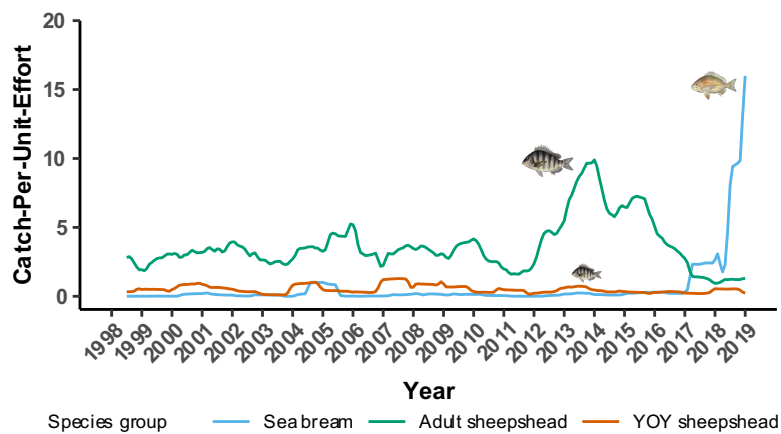 20
15
10
5
0
Catch-Per-Unit-Effort
1998 1999 2000 2001 2002 2003 2004 2005 2006 2007 2008 2009 2010 2011 2012 2013 2014 2015 2016 2017 2018 2019
Year
Species group Sea bream Adult sheepshead YOY sheepshead